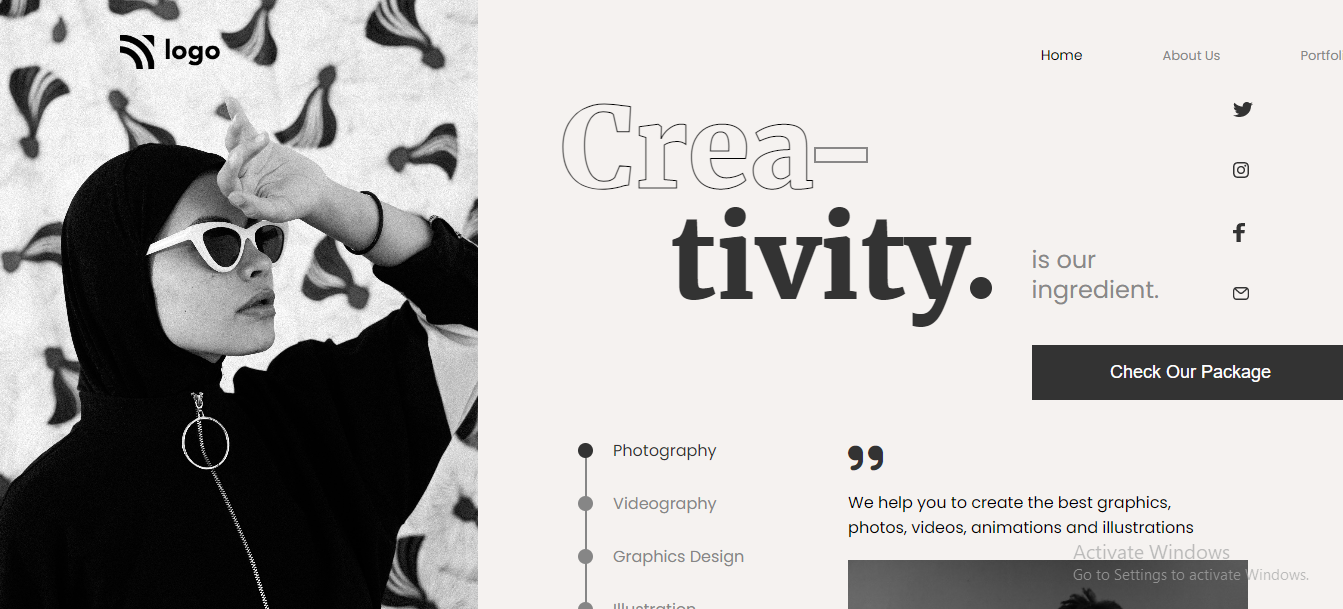 logo
Home
About Us
Portfoli
Crea–
tivity.
is our
ingredient.
Check Our Package
Photography
Videography
Graphics Design
Illustration
We help you to create the best graphics,
photos, videos, animations and illustrations
Activate Windows
Go to Settings to activate Windows.